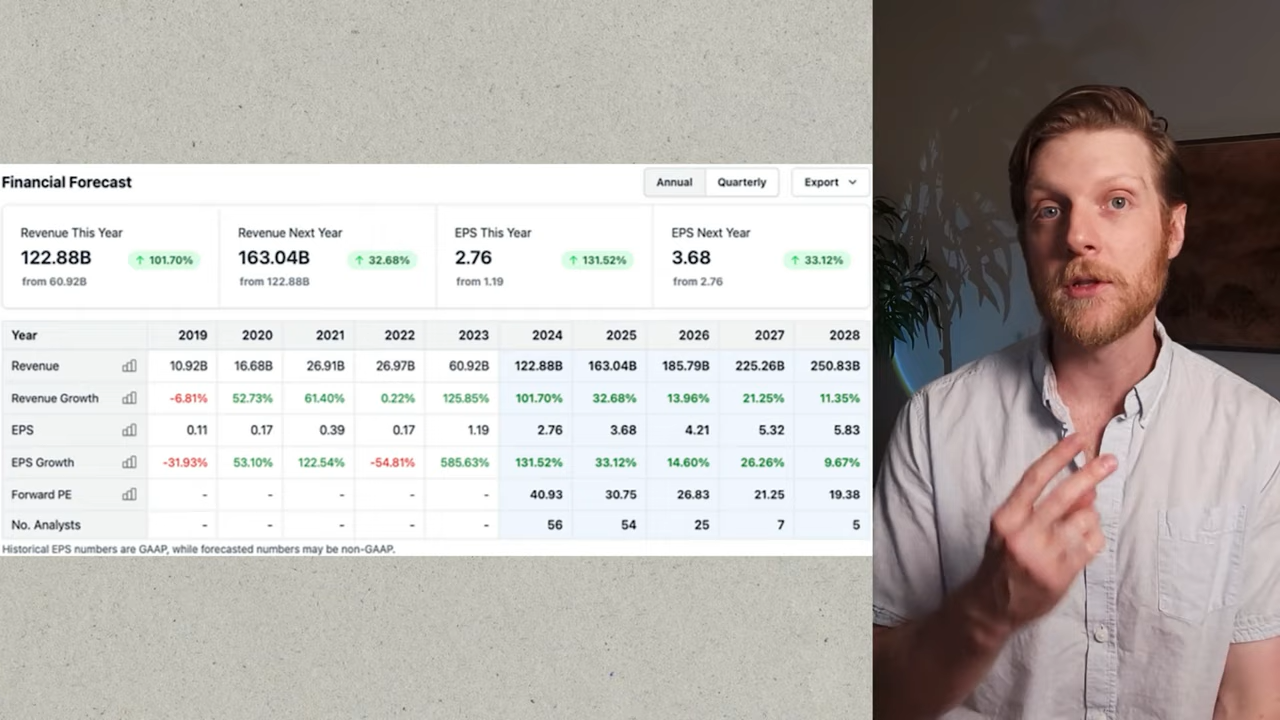 Financial Forecast
Annual Quarterly Export
Revenue This Year Revenue Next Year EPS This Year EPS Next Year
122.88B ↑ 101.70% 163.04B ↑ 32.68% 2.76 ↑ 131.52% 3.68 ↑ 33.12%
from 60.92B from 122.88B from 1.19 from 2.76
Year 2019 2020 2021 2022 2023 2024 2025 2026 2027 2028
Revenue 10.92B 16.68B 26.91B 26.97B 60.92B 122.88B 163.04B 185.79B 225.26B 250.83B
Revenue Growth -6.81% 52.73% 61.40% 0.22% 125.85% 101.70% 32.68% 13.96% 21.25% 11.35%
EPS 0.11 0.17 0.39 0.17 1.19 2.76 3.68 4.21 5.32 5.83
EPS Growth -31.93% 53.10% 122.54% -54.81% 585.63% 131.52% 33.12% 14.60% 26.26% 9.67%
Forward PE - - - - - 40.93 30.75 26.83 21.25 19.38
No. Analysts - - - - - 56 54 25 7 5
Historical EPS numbers are GAAP, while forecasted numbers may be non-GAAP.